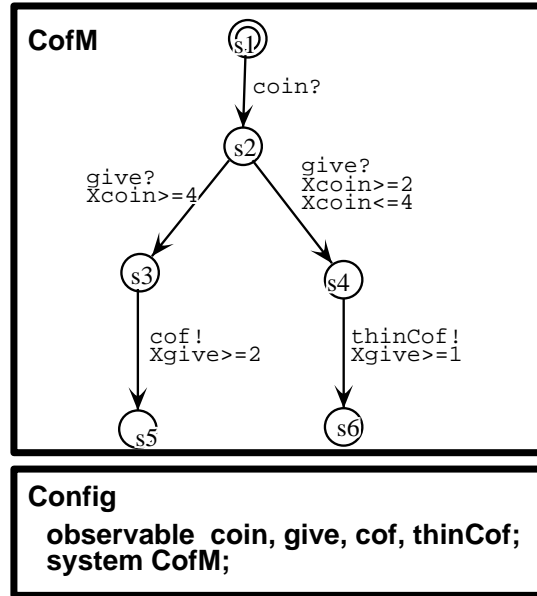 CofM
s1
coin?
s2
give?
Xcoin>=4
give?
Xcoin>=2
Xcoin<=4
s3
s4
cof!
Xgive>=2
thinCof!
Xgive>=1
s5
s6
Config
observable coin, give, cof, thinCof;
system CofM;